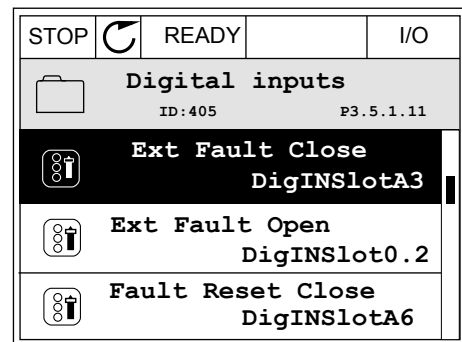 STOP READY I/O
Digital inputs
ID:405 P3.5.1.11
Ext Fault Close
DigINSlotA3
Ext Fault Open
DigINSlot0.2
Fault Reset Close
DigINSlotA6